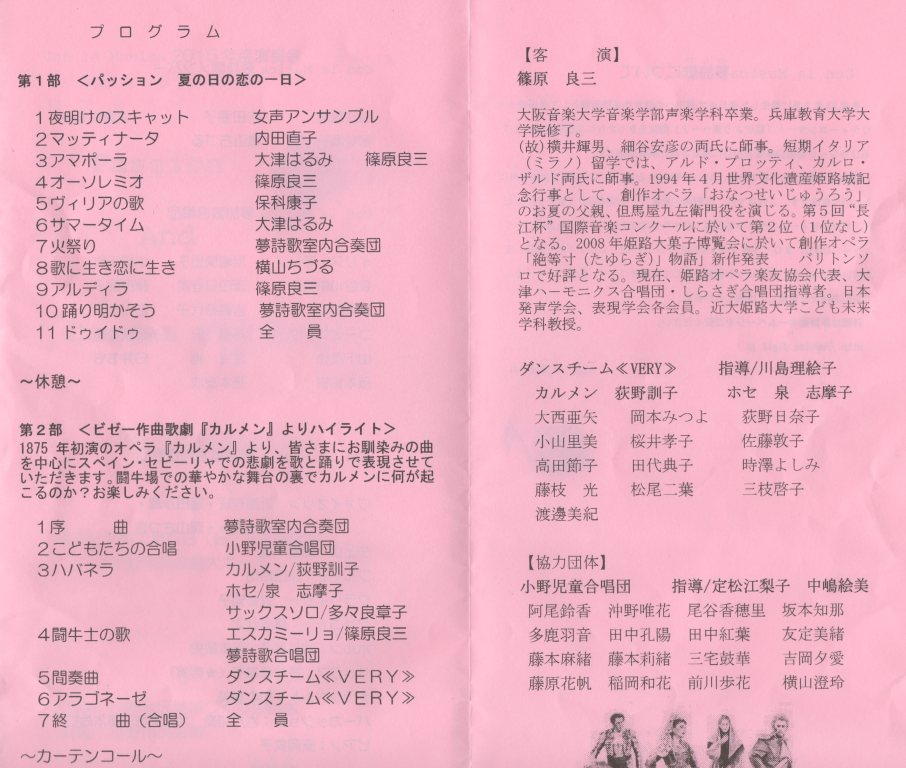 プログラム
第１部　＜パッション　夏の日の恋の一日＞
１夜明けのスキャット　女声アンサンブル
２マッティナータ　内田直子
３アマポーラ　大津はるみ　篠原良三
４オーソレミオ　篠原良三
５ヴィリアの歌　保科康子
６サマータイム　大津はるみ
７火祭り　夢詩歌室内合奏団
８歌に生き恋に生き　横山ちづる
９アルディラ　篠原良三
１０踊り明かそう　夢詩歌室内合奏団
１１ドゥイドゥ　全　員
～休憩～
第２部　＜ビゼー作曲歌劇『カルメン』よりハイライト＞
1875 年初演のオペラ『カルメン』より、皆さまにお馴染みの曲
を中心にスペイン・セビーリャでの悲劇を歌と踊りで表現させて
いただきます。闘牛場での華やかな舞台の裏でカルメンに何が起
こるのか？お楽しみください。
１序　曲　夢詩歌室内合奏団
２こどもたちの合唱　小野児童合唱団
３ハバネラ　カルメン/荻野訓子
ホセ/泉　志摩子
サックスソロ/多々良章子
４闘牛士の歌　エスカミーリョ/篠原良三
夢詩歌合唱団
５間奏曲　ダンスチーム≪ＶＥＲＹ≫
６アラゴネーゼ　ダンスチーム≪ＶＥＲＹ≫
７終　曲（合唱）　全　員
～カーテンコール～
【客　演】
篠原　良三
大阪音楽大学音楽学部声楽学科卒業。兵庫教育大学大
学院修了。
(故)横井輝男、細谷安彦の両氏に師事。短期イタリア
（ミラノ）留学では、アルド・プロッティ、カルロ・
ザルド両氏に師事。1994 年４月世界文化遺産姫路城記
念行事として、創作オペラ「おなつせいじゅうろう」
のお夏の父親、但馬屋九左衛門役を演じる。第５回“長
江杯”国際音楽コンクールに於いて第２位（１位なし）
となる。2008 年姫路大菓子博覧会に於いて創作オペラ
「絶等寸（たゆらぎ）」物語」新作発表　バリトンソ
ロで好評となる。現在、姫路オペラ楽友協会代表、大
津ハーモニクス合唱団・しらさぎ合唱団指導者。日本
発声学会、表現学会各会員。近大姫路大学こども未来
学科教授。
ダンスチーム≪VERY≫　指導/川島理絵子
カルメン　荻野訓子　ホセ　泉　志摩子
大西亜矢　岡本みつよ　荻野日奈子
小山里美　桜井孝子　佐藤敦子
高田節子　田代典子　時澤よしみ
藤枝　光　松尾二葉　三枝啓子
渡邊美紀
【協力団体】
小野児童合唱団　指導/定松江梨子　中嶋絵美
阿尾鈴香　沖野唯花　尾谷香穂里　坂本知那
多鹿羽音　田中孔陽　田中紅葉　友定美緒
藤本麻緒　藤本莉緒　三宅鼓華　吉岡夕愛
藤原花帆　稲岡和花　前川歩花　横山澄玲